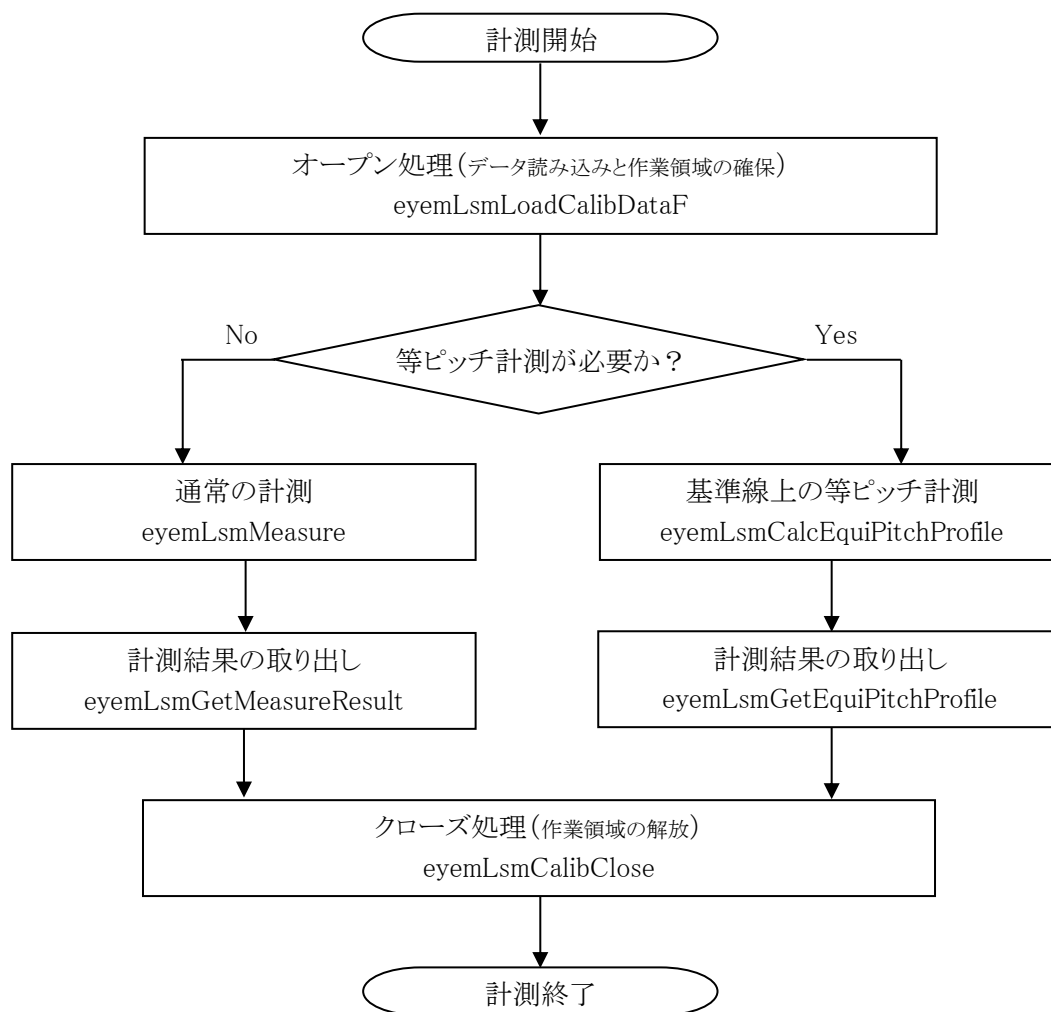 計測開始
オープン処理(データ読み込みと作業領域の確保)
eyemLsmLoadCalibDataF
No
Yes
等ピッチ計測が必要か?
通常の計測
eyemLsmMeasure
基準線上の等ピッチ計測
eyemLsmCalcEquiPitchProfile
計測結果の取り出し
eyemLsmGetMeasureResult
計測結果の取り出し
eyemLsmGetEquiPitchProfile
クローズ処理(作業領域の解放)
eyemLsmCalibClose
計測終了